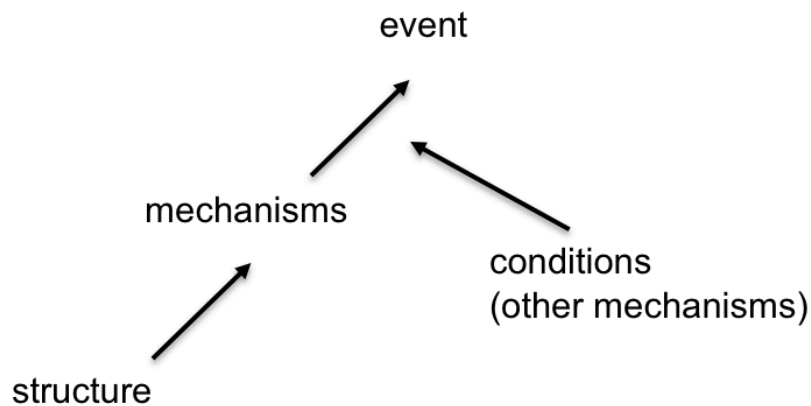 event
mechanisms
conditions
(other mechanisms)
structure